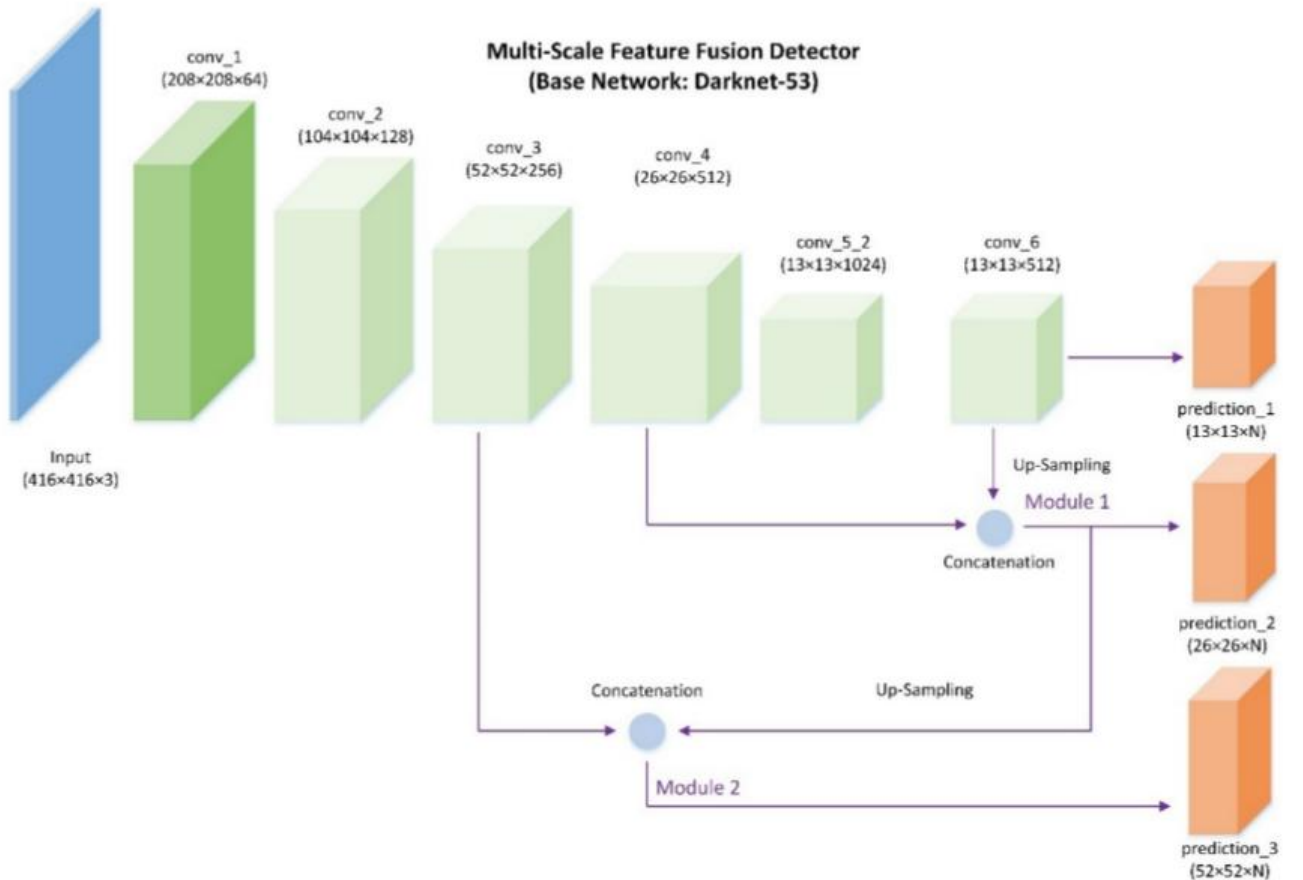 Multi-Scale Feature Fusion Detector
(Base Network: Darknet-53)
conv_1
(208×208×64)
conv_2
(104×104×128)
conv_3
(52×52×256)
conv_4
(26×26×512)
conv_5_2
(13×13×1024)
conv_6
(13×13×512)
prediction_1
(13×13×N)
Input
(416×416×3)
Up-Sampling
Module 1
Concatenation
prediction_2
(26×26×N)
Concatenation
Up-Sampling
Module 2
prediction_3
(52×52×N)